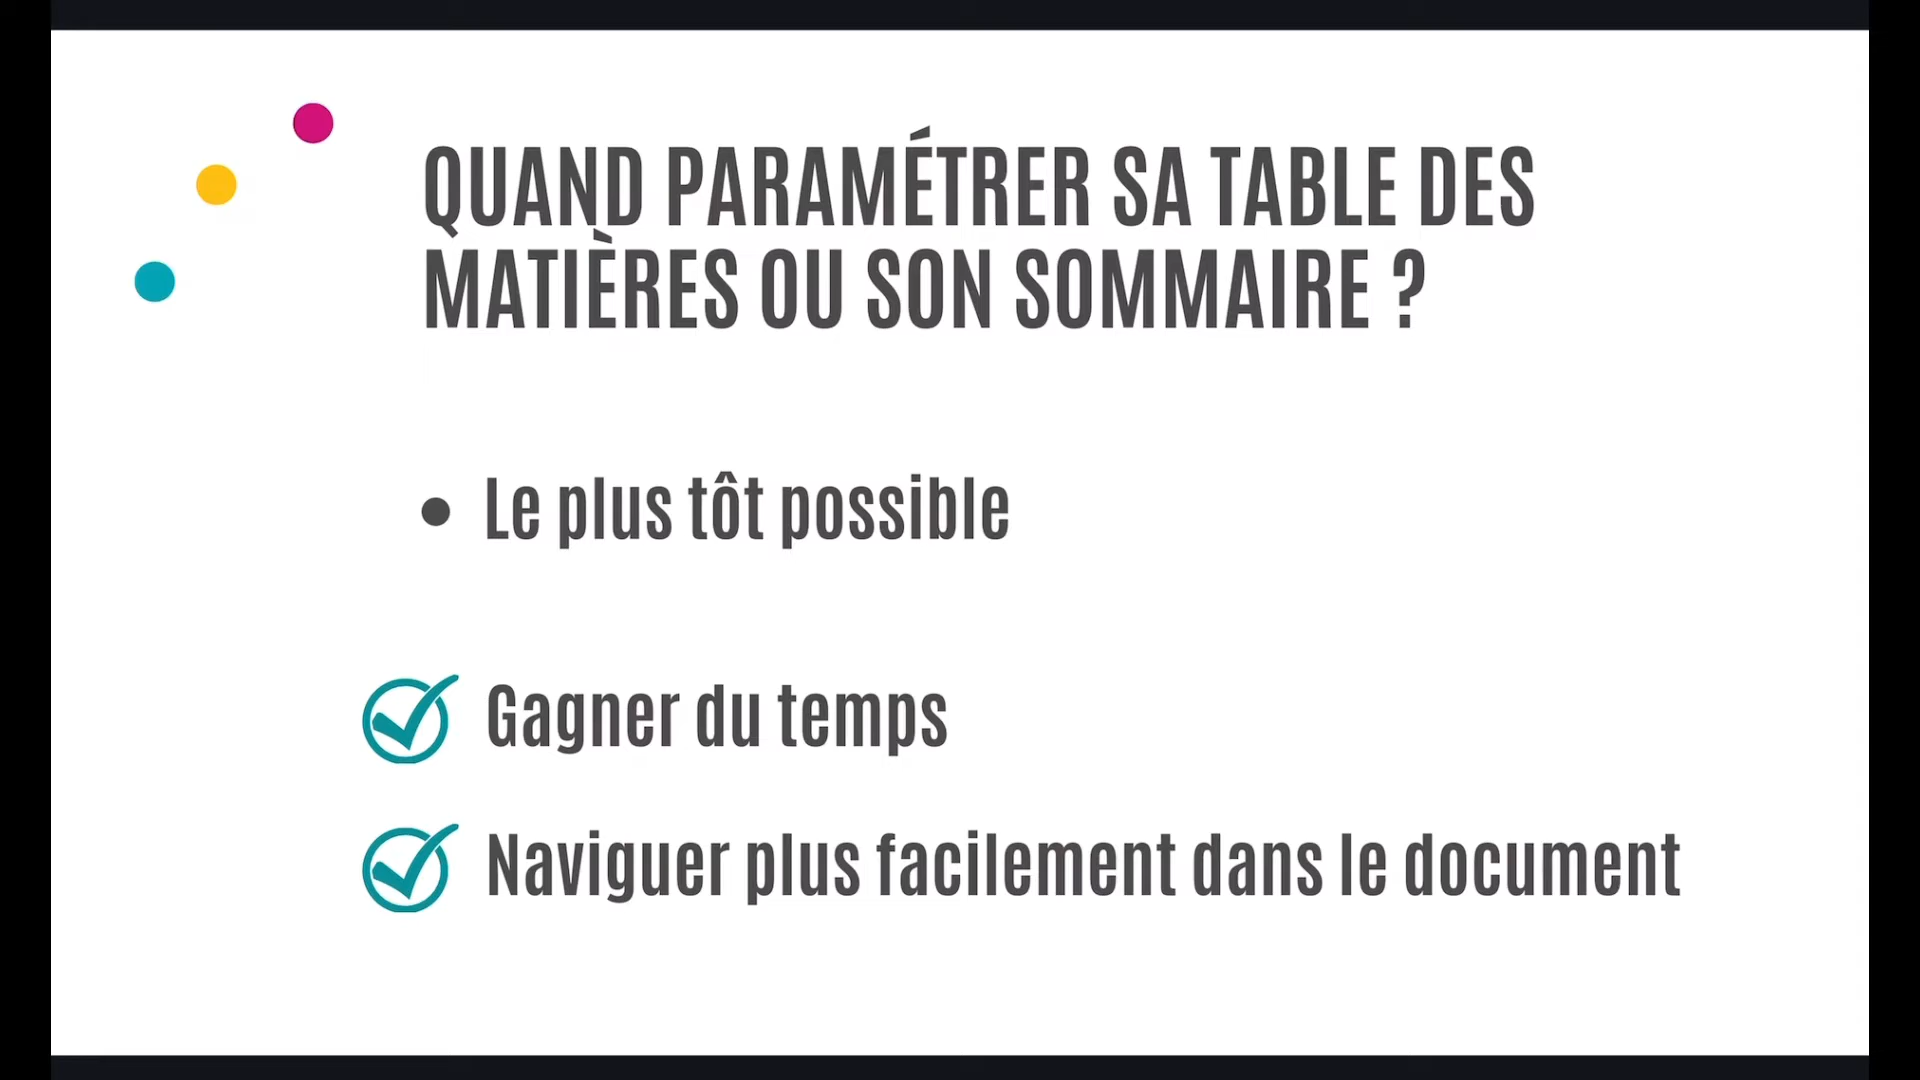 QUAND PARAMÉTRER SA TABLE DES
MATIÈRES OU SON SOMMAIRE ?
• Le plus tôt possible
Gagner du temps
Naviguer plus facilement dans le document